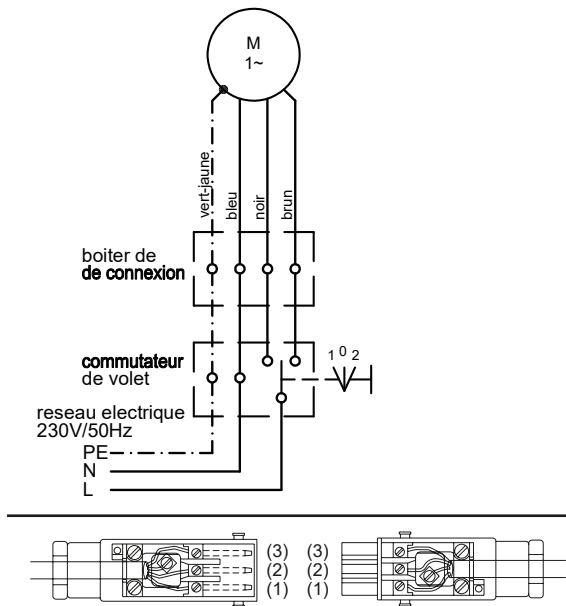 M
1~
vert-jaune
bleu
noir
brun
boiter de
de connexion
commutateur
de volet
1 0 2
reseau electrique
230V/50Hz
PE
N
L
(3) (3)
(2) (2)
(1) (1)